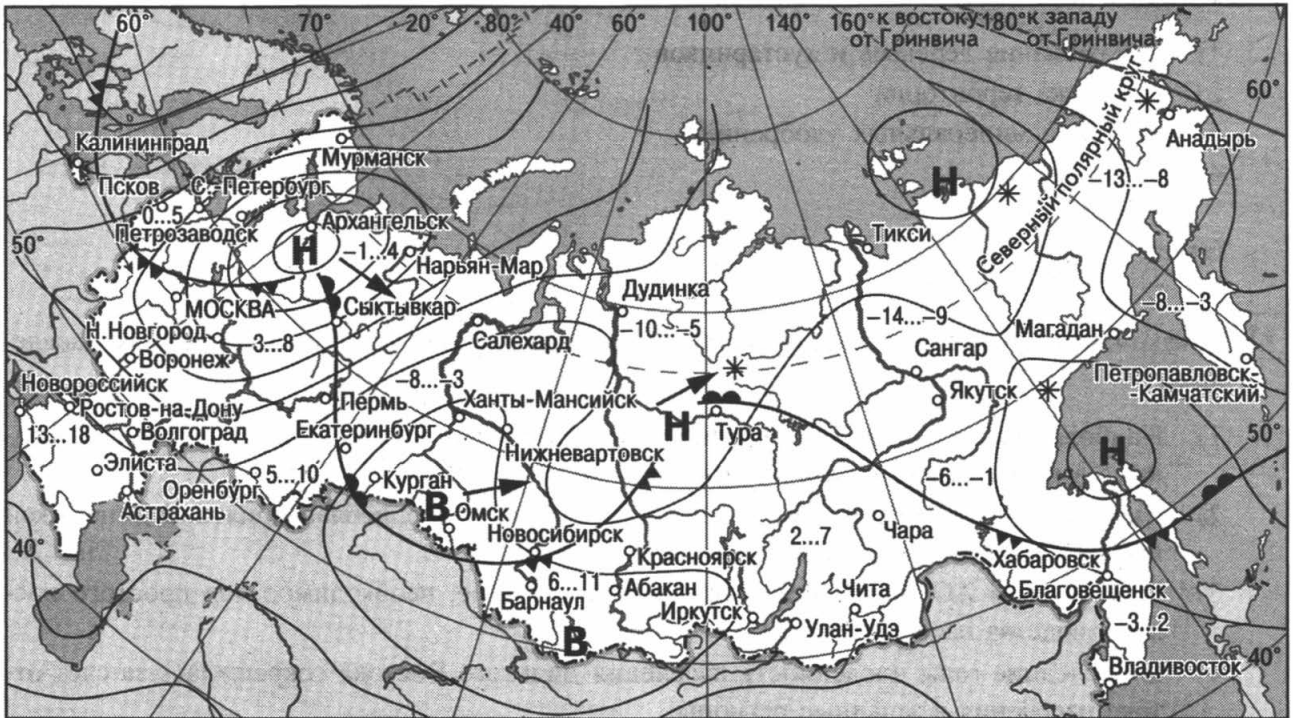 60° 70° 20° 40° 60° 100° 140° 160° к востоку 180° к западу
от Гринвича от Гринвича
60°
Калининград
Мурманск
Северный полярный круг
Анадырь
Псков С.-Петербург
-13...-8
0...5
Архангельск
Н
Петрозаводск
Н
-1...4
Тикси
50°
Нарьян-Мар
МОСКВА
Сыктывкар
Дудинка
-8...-3
-14...-9
Магадан
Н.Новгород
3...8
Салехард
-10...-5
Воронеж
Сангар
Новороссийск
-8...-3
Якутск
Петропавловск-
Камчатский
Ростов-на-Дону
Пермь
Ханты-Мансийск
Н
Тура
50°
13...18
Волгоград
Екатеринбург
Н
Элиста
Нижневартовск
5...10
Курган
-6...-1
Оренбург
Астрахань
В
Омск
Чара
40°
Новосибирск
2...7
Красноярск
Хабаровск
6...11
Абакан
Чита
Благовещенск
Барнаул
Иркутск
Улан-Удэ
-3...2
В
40°
Владивосток